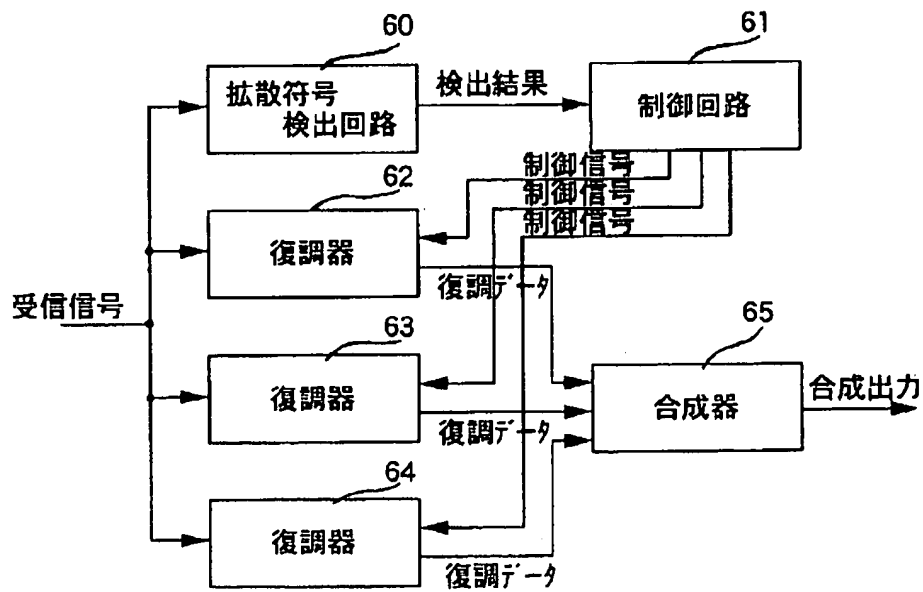 60
61
拡散符号
検出回路
検出結果
制御回路
制御信号
制御信号
制御信号
62
復調器
復調ﾃﾞｰﾀ
受信信号
63
復調器
復調ﾃﾞｰﾀ
65
合成器
合成出力
64
復調器
復調ﾃﾞｰﾀ